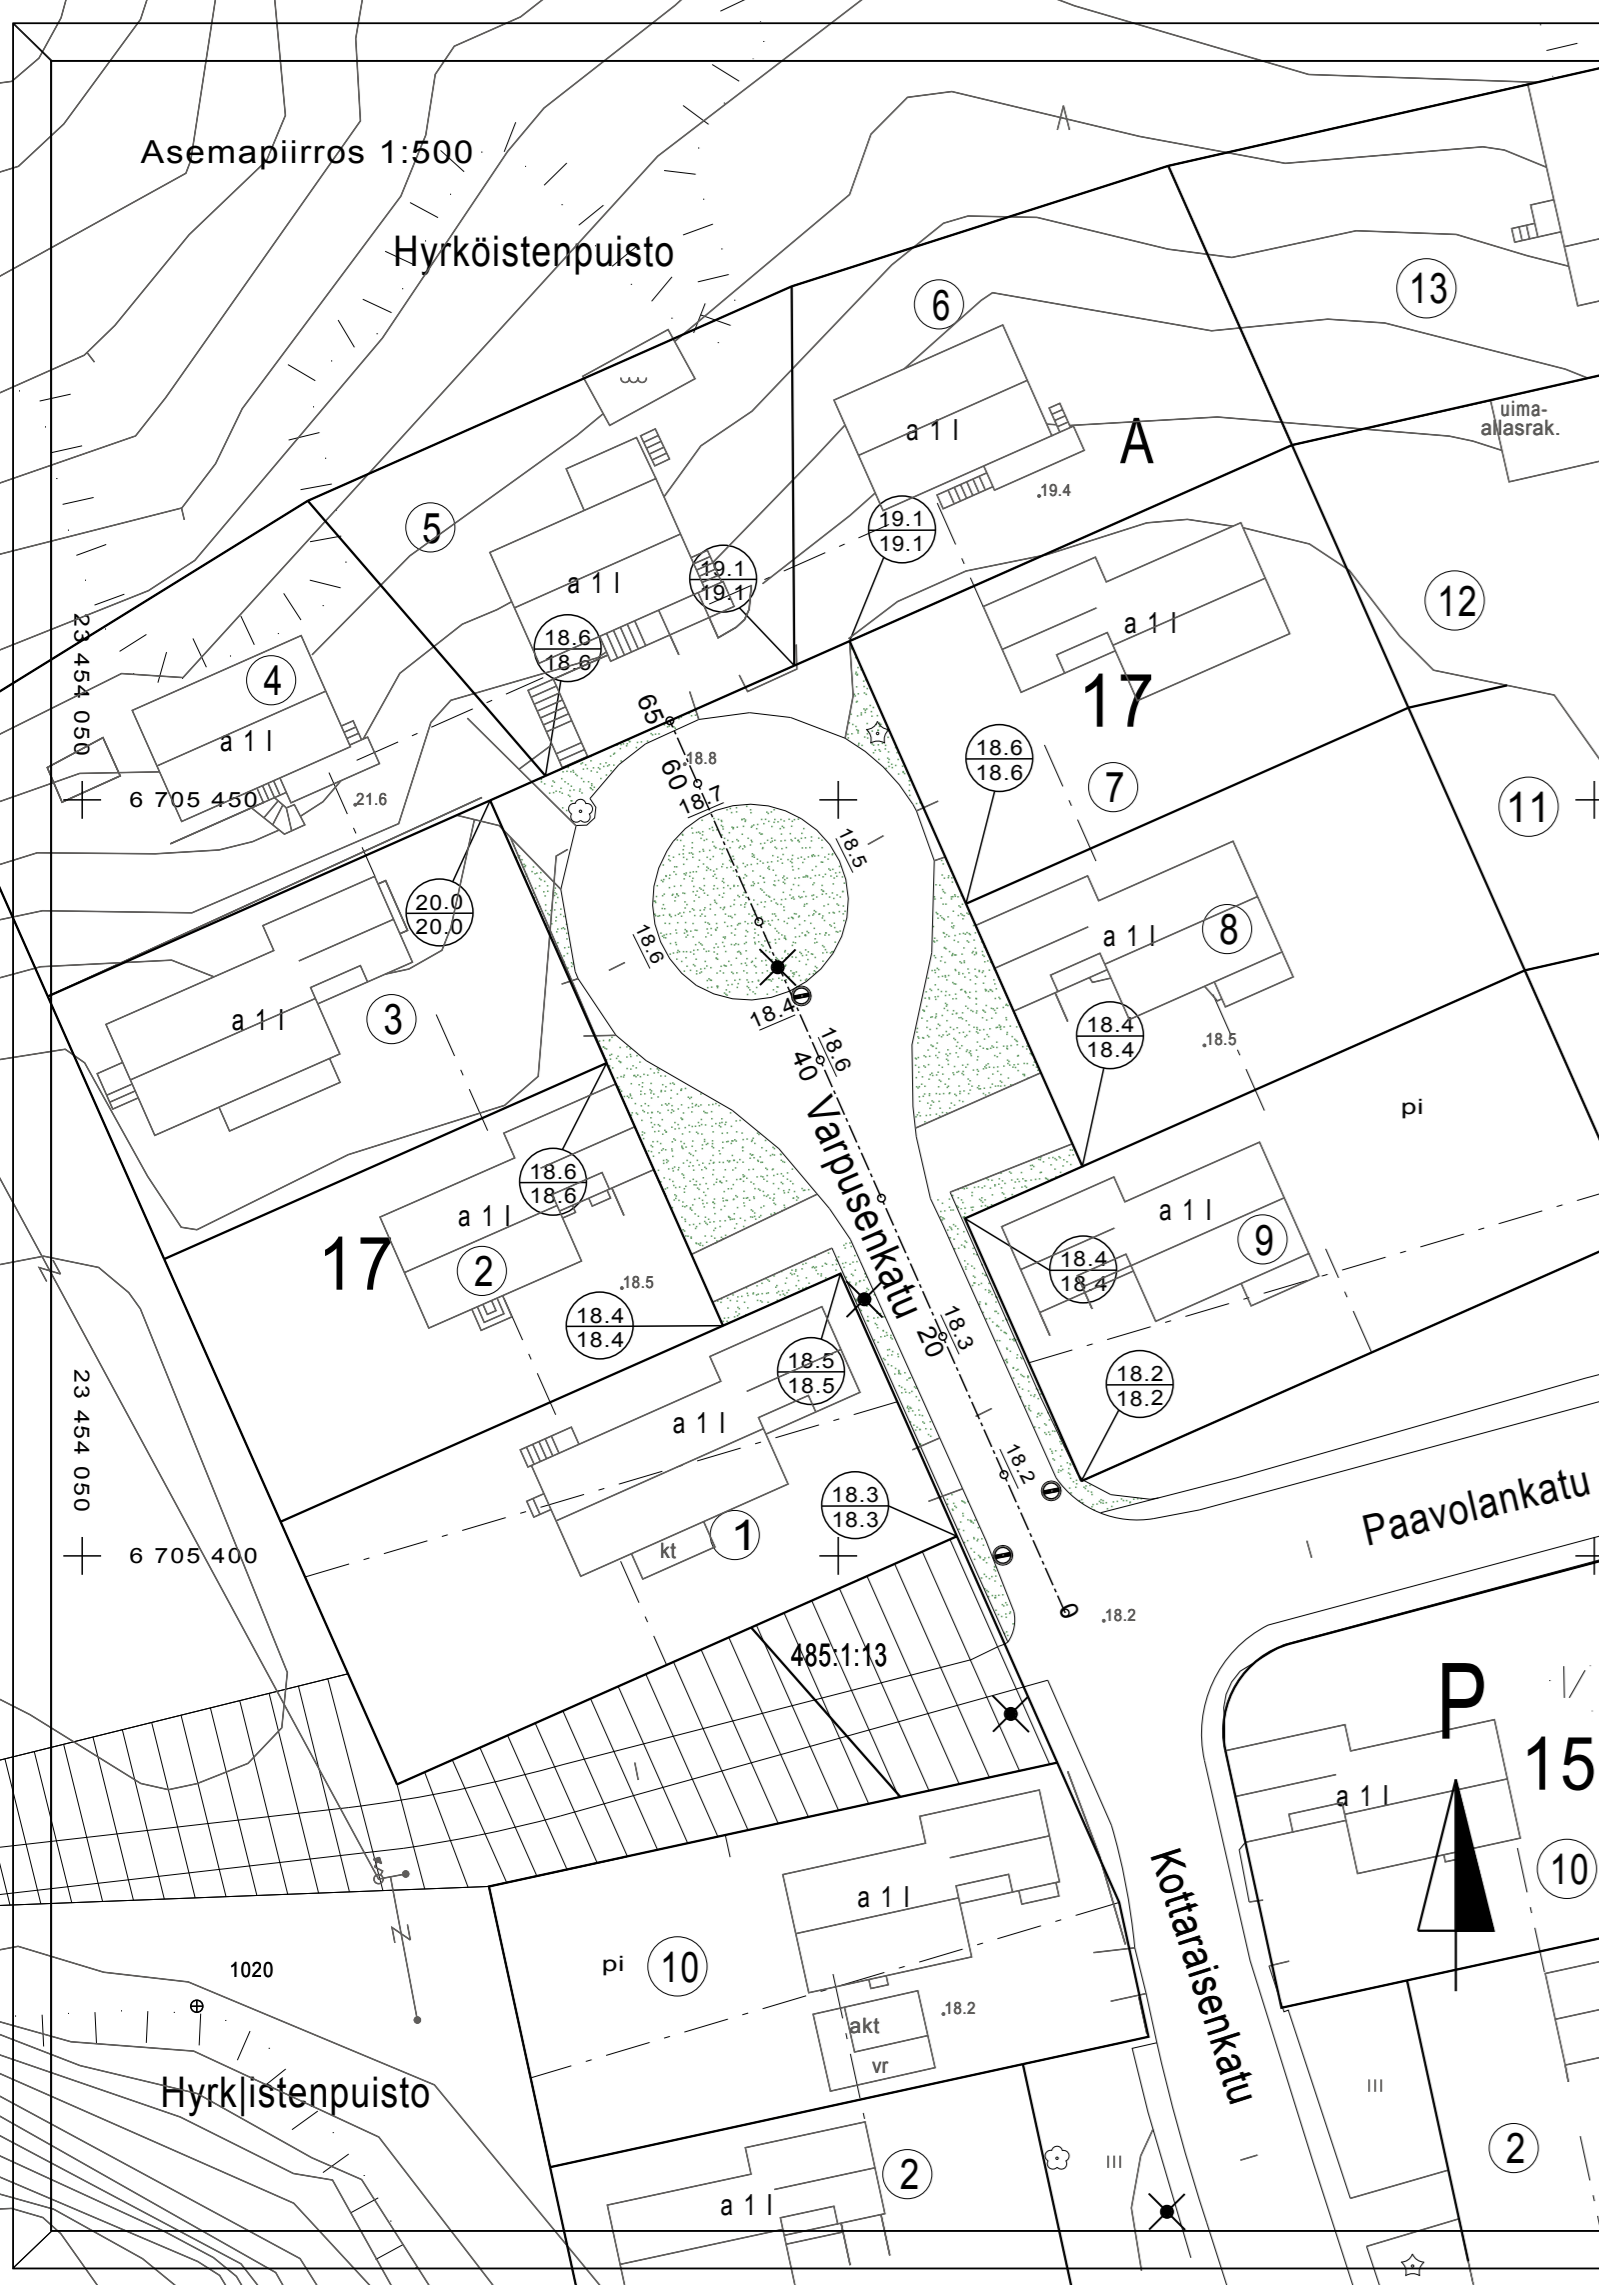 Asemapiirros 1:500
Hyrköistenpuisto
6
13
uima-
allasrak.
a 1 I
A
19.4
5
19.1
19.1
12
a 1 I
19.1
19.1
a 1 I
23 454 050
18.6
18.6
4
17
a 1 I
65
18.8
60
18.7
18.6
18.6
7
6 705 450
21.6
11
18.5
20.0
20.0
8
a 1 I
18.6
3
a 1 I
18.4
18.4
18.4
18.5
18.6
40
pi
Varpusenkatu
18.6
18.6
a 1 I
a 1 I
9
17
2
18.5
18.4
18.4
18.4
18.4
20
18.3
18.5
18.5
18.2
18.2
23 454 050
a 1 I
18.2
18.3
18.3
Paavolankatu
1
kt
6 705 400
18.2
485:1:13
P
15
a 1 I
10
a 1 I
Kottaraisenkatu
1020
pi
10
18.2
akt
vr
Hyrk|istenpuisto
2
2
a 1 I